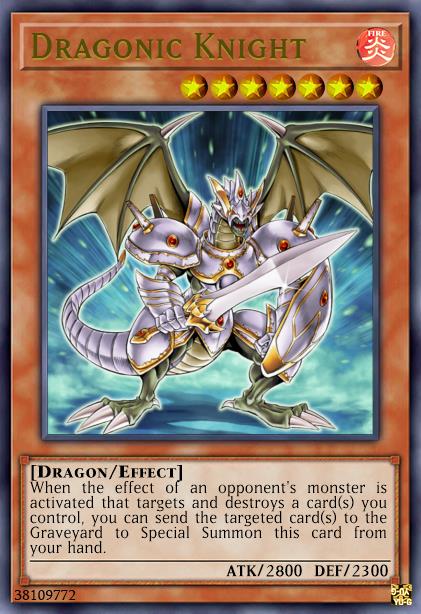 DRAGONIC KNIGHT
FIRE
炎
[DRAGON/EFFECT]
When the effect of an opponent's monster is
activated that targets and destroys a card(s) you
control, you can send the targeted card(s) to the
Graveyard to Special Summon this card from
your hand.
ATK/2800 DEF/2300
38109772